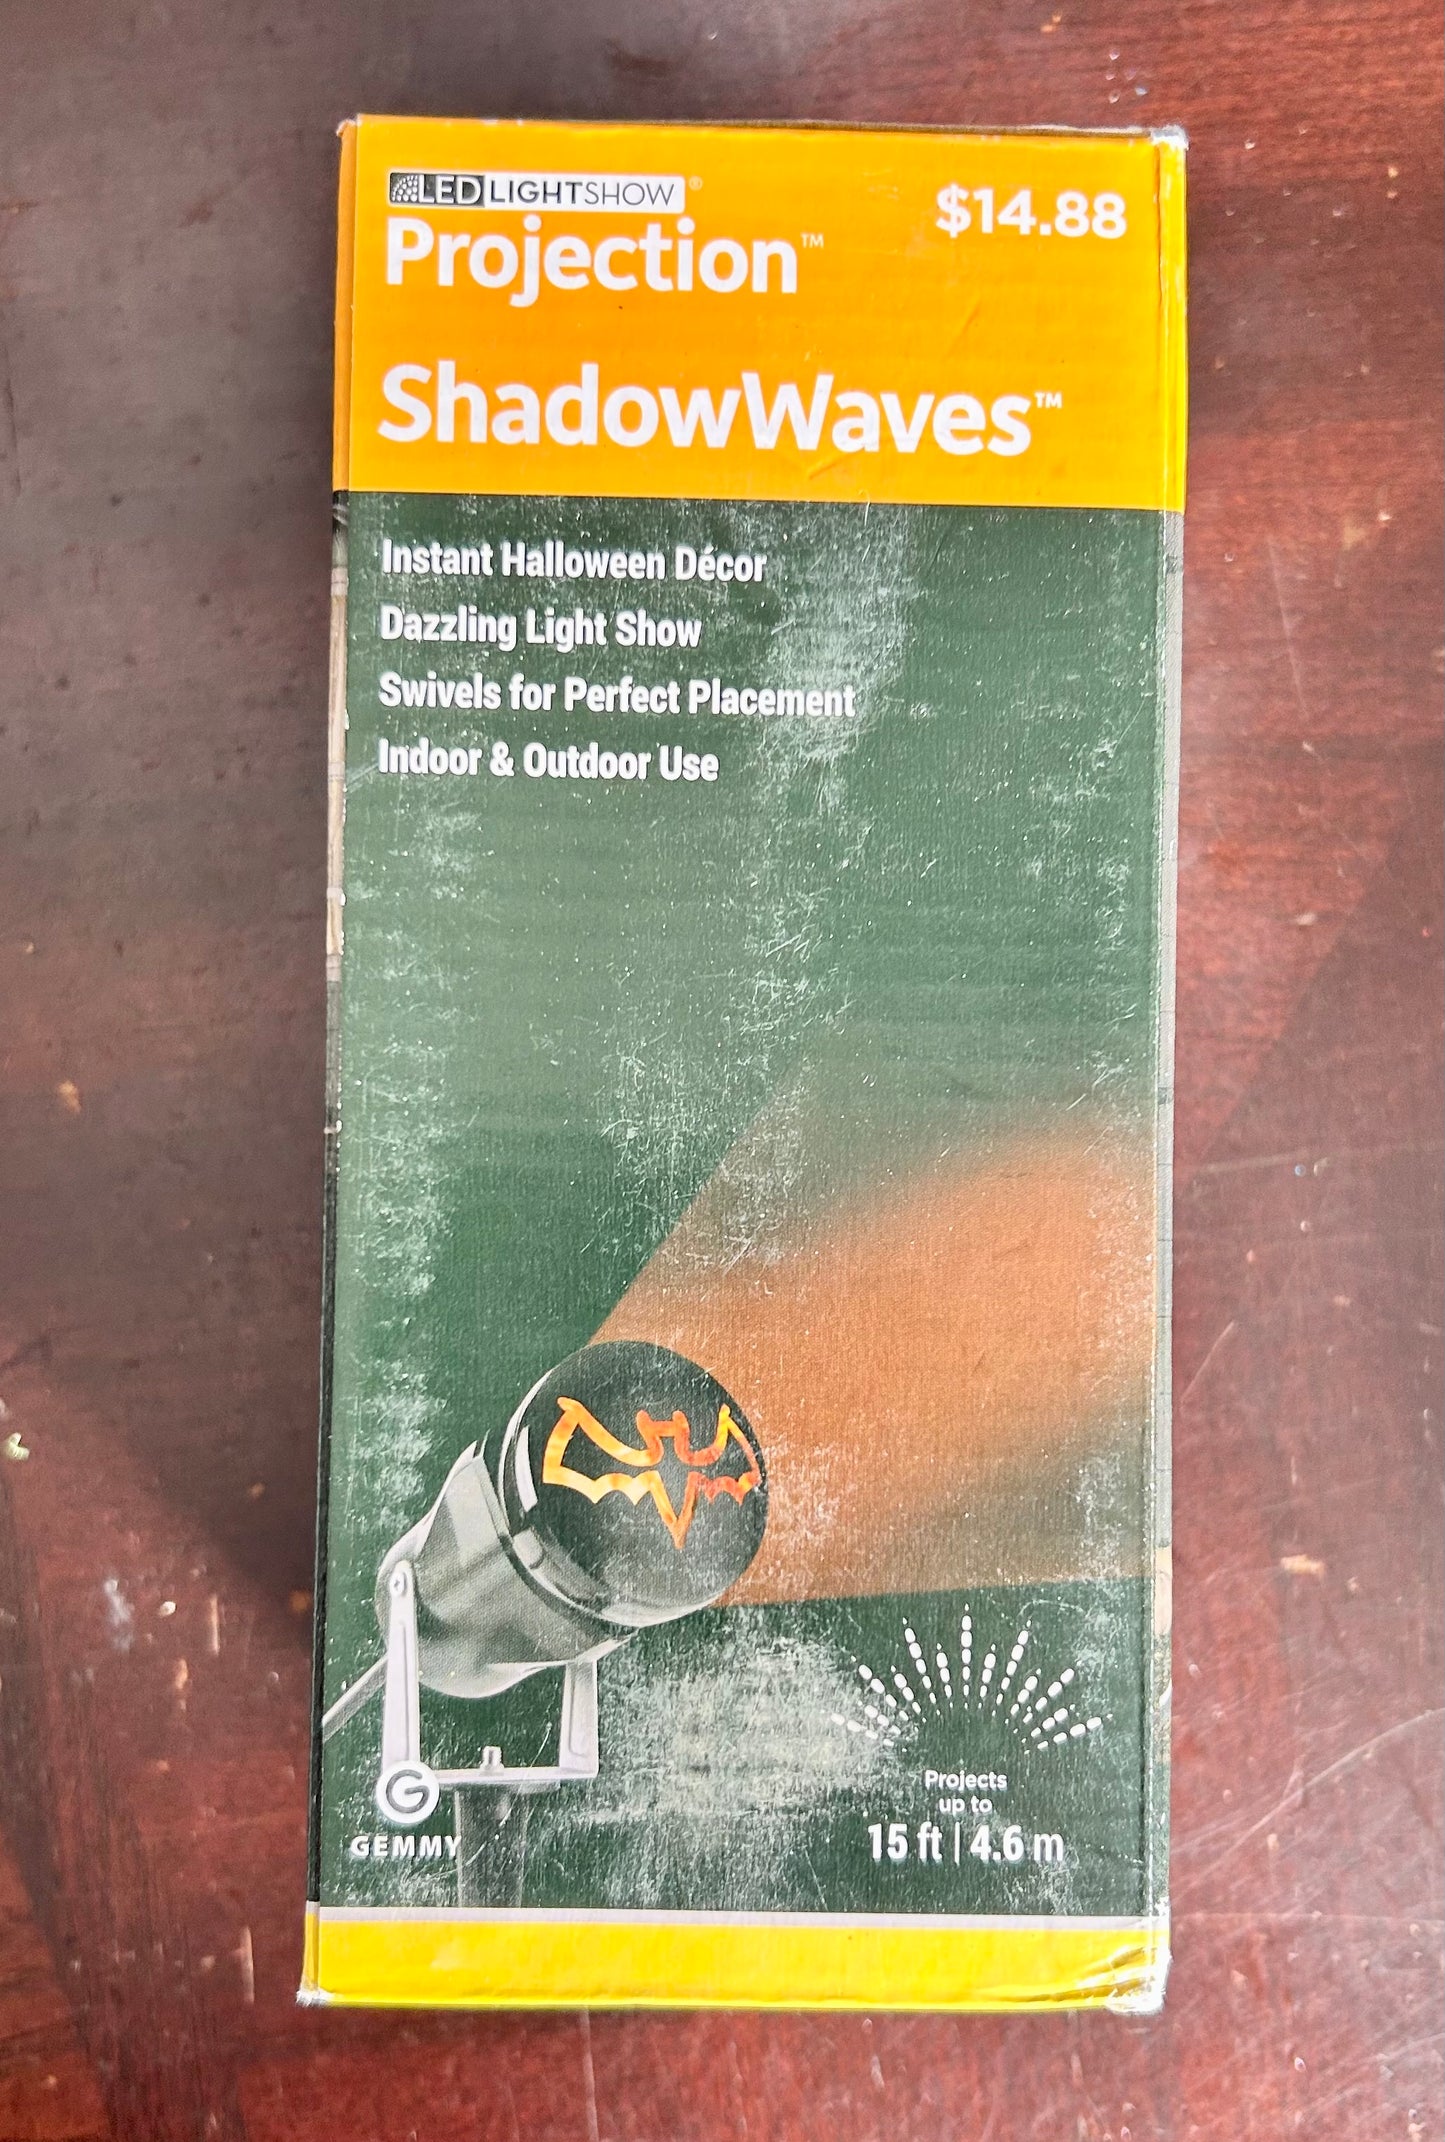 LED LIGHTSHOW®
$14.88
Projection™
ShadowWaves™
Instant Halloween Décor
Dazzling Light Show
Swivels for Perfect Placement
Indoor & Outdoor Use
G
GEMMY
Projects
up to
15 ft | 4.6 m